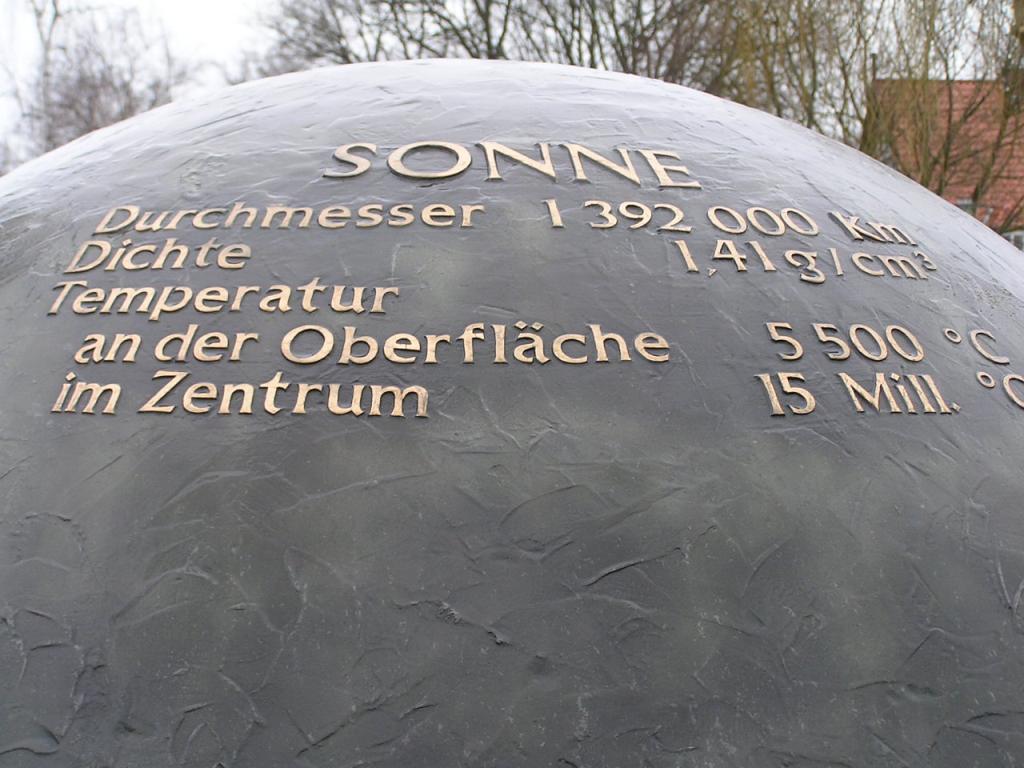 SONNE
Durchmesser 1 392 000 Km.
Dichte 1,41 g/cm³
Temperatur
an der Oberfläche 5 500 °C
im Zentrum 15 Mill. °C